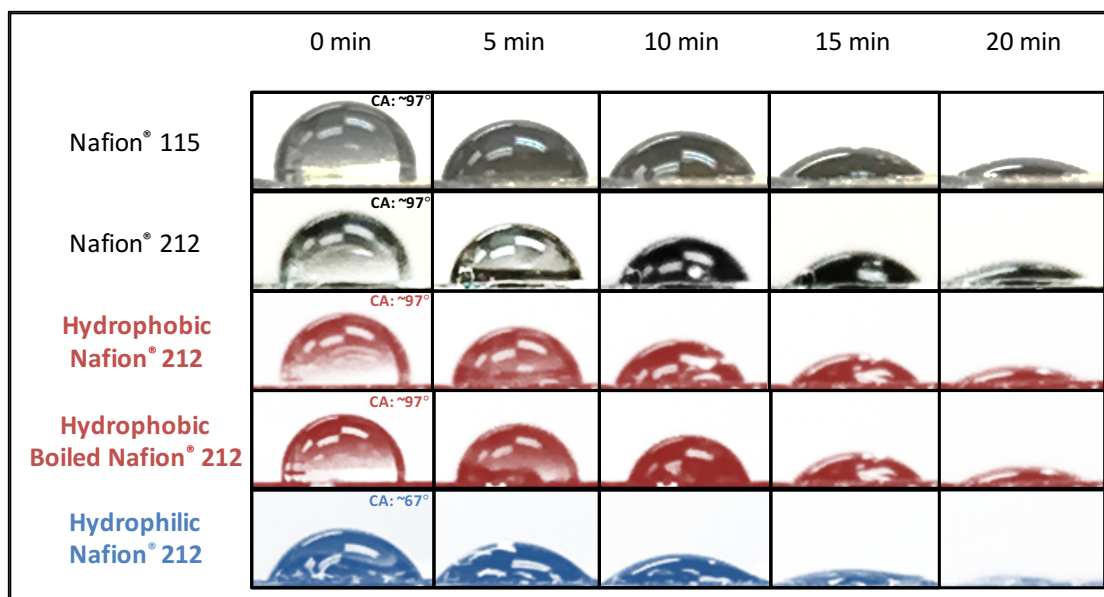 0 min 5 min 10 min 15 min 20 min
Nafion® 115
CA: ~97°
Nafion® 212
CA: ~97°
Hydrophobic
Nafion® 212
CA: ~97°
Hydrophobic
Boiled Nafion® 212
CA: ~97°
Hydrophilic
Nafion® 212
CA: ~67°